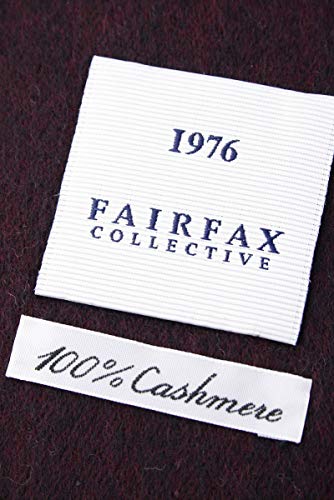 1976
FAIRFAX
COLLECTIVE
100% Cashmere